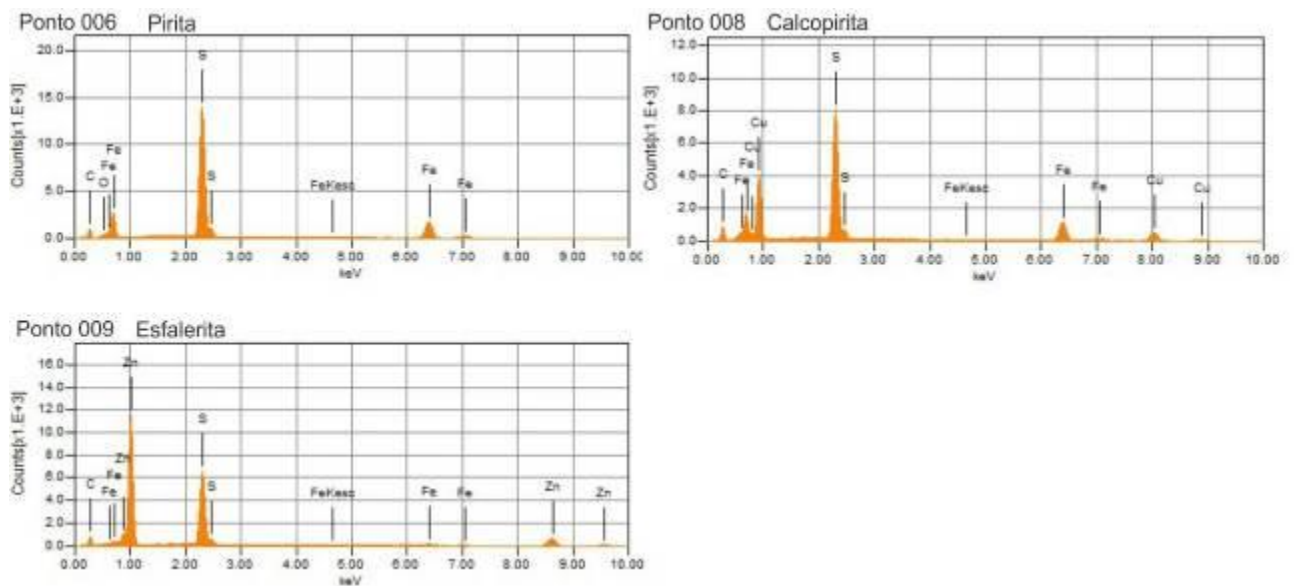 Ponto 006 Pirita
Counts[x1.E+3]
20.0
15.0
10.0
5.0
0.0
C
O
Fe
Fe
S
S
FeKesc
Fe
Fe
0.00 1.00 2.00 3.00 4.00 5.00 6.00 7.00 8.00 9.00 10.00
keV
Ponto 008 Calcopirita
Counts[x1.E+3]
12.0
10.0
8.0
6.0
4.0
2.0
0.0
C
Fe
Fe
Cu
Cu
S
S
FeKesc
Fe
Fe
Cu
Cu
0.00 1.00 2.00 3.00 4.00 5.00 6.00 7.00 8.00 9.00 10.00
keV
Ponto 009 Esfalerita
Counts[x1.E+3]
16.0
14.0
12.0
10.0
8.0
6.0
4.0
2.0
0.0
C
Fe
Fe
Zn
Zn
S
S
FeKesc
Fe
Fe
Zn
Zn
0.00 1.00 2.00 3.00 4.00 5.00 6.00 7.00 8.00 9.00 10.00
keV